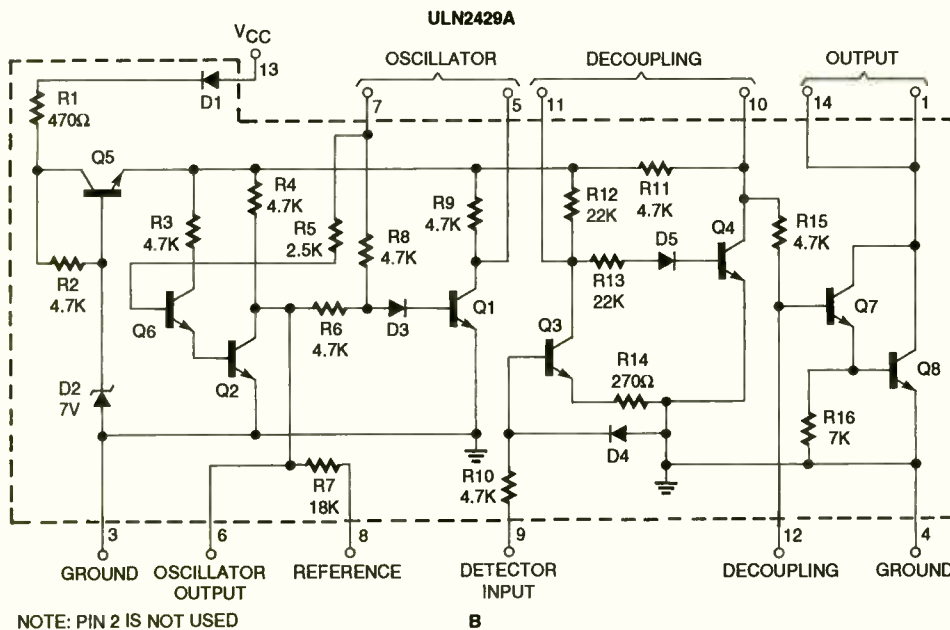 ULN2429A
VCC
13
OSCILLATOR
DECOUPLING
OUTPUT
D1
7
5
11
10
14
1
R1
470Ω
Q5
R3
4.7K
R4
4.7K
R5
2.5K
R8
4.7K
R9
4.7K
R12
22K
R11
4.7K
Q4
D5
R15
4.7K
R2
4.7K
R13
22K
Q6
R6
4.7K
D3
Q1
Q3
Q7
Q2
R14
270Ω
Q8
D2
7V
R16
7K
D4
R7
18K
R10
4.7K
3
6
8
9
12
4
GROUND
OSCILLATOR
OUTPUT
REFERENCE
DETECTOR
INPUT
DECOUPLING
GROUND
NOTE: PIN 2 IS NOT USED
B